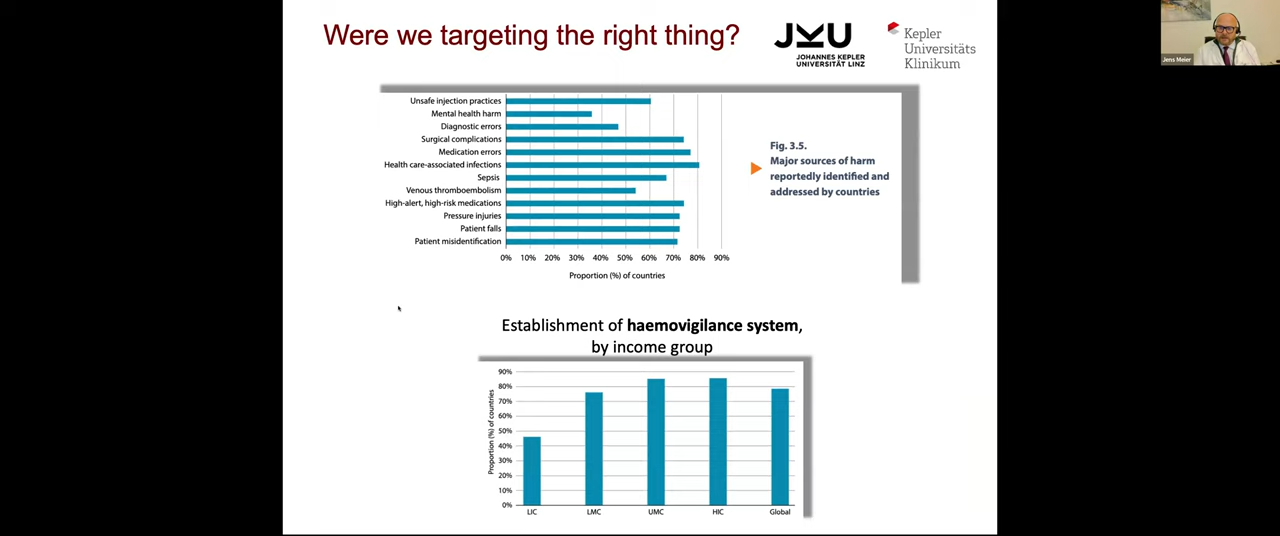 Were we targeting the right thing?
JKU
JOHANNES KEPLER
UNIVERSITÄT LINZ
Kepler
Universitäts
Klinikum
Jens Meier
Unsafe injection practices
Mental health harm
Diagnostic errors
Surgical complications
Medication errors
Health care-associated infections
Sepsis
Venous thromboembolism
High-alert, high-risk medications
Pressure injuries
Patient falls
Patient misidentification
0% 10% 20% 30% 40% 50% 60% 70% 80% 90%
Proportion (%) of countries
Fig. 3.5.
Major sources of harm
reportedly identified and
addressed by countries
Establishment of haemovigilance system,
by income group
Proportion (%) of countries
90%
80%
70%
60%
50%
40%
30%
20%
10%
0%
LIC LMC UMC HIC Global